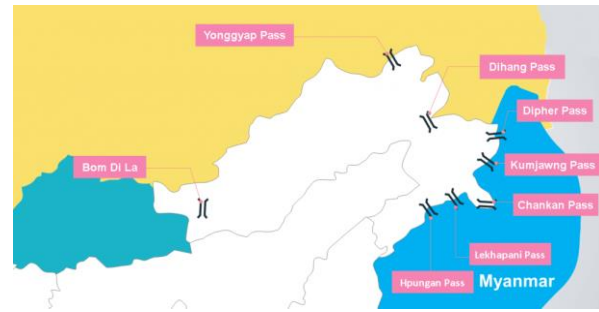 Yonggyap Pass
Dihang Pass
Dipher Pass
Bom Di La
Kumjawng Pass
Chankan Pass
Lekhapani Pass
Hpungan Pass
Myanmar